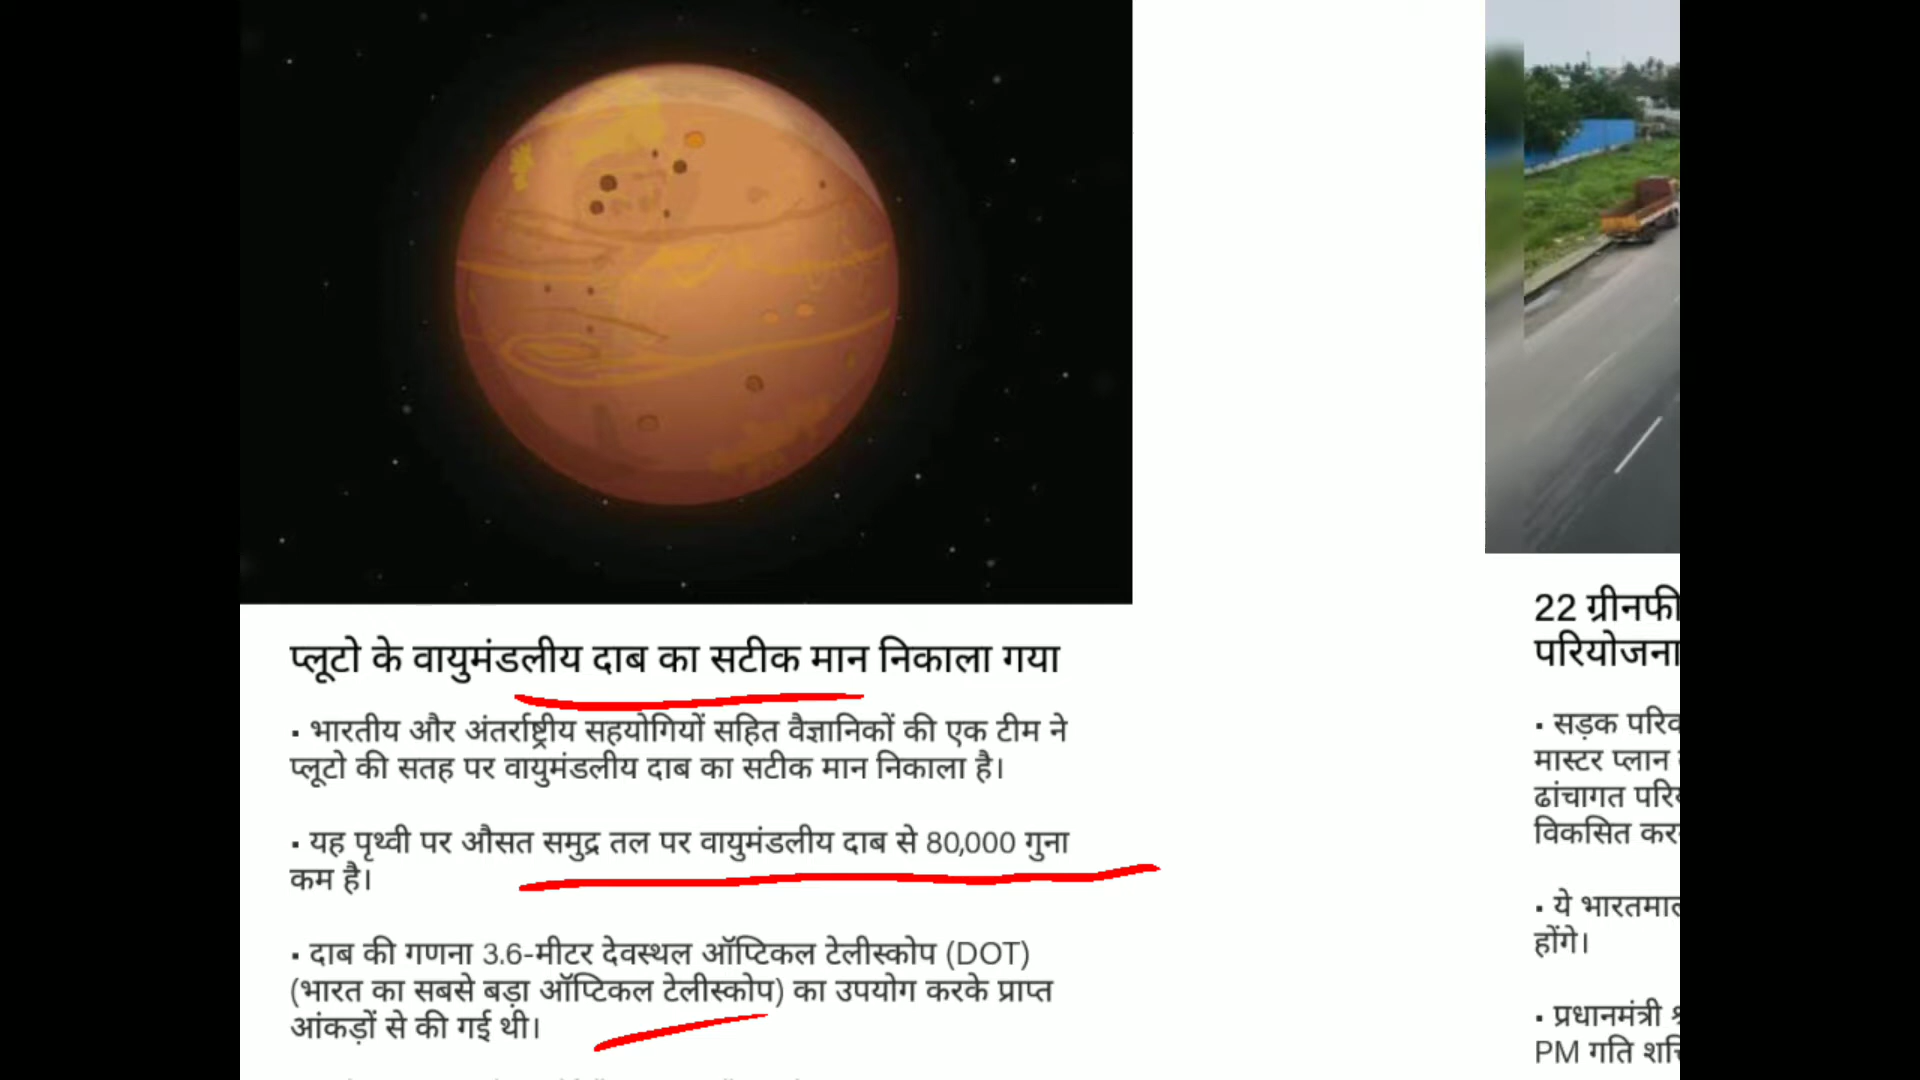 प्लूटो के वायुमंडलीय दाब का सटीक मान निकाला गया
▪ भारतीय और अंतर्राष्ट्रीय सहयोगियों सहित वैज्ञानिकों की एक टीम ने
प्लूटो की सतह पर वायुमंडलीय दाब का सटीक मान निकाला है।
▪ यह पृथ्वी पर औसत समुद्र तल पर वायुमंडलीय दाब से 80,000 गुना
कम है।
▪ दाब की गणना 3.6-मीटर देवस्थल ऑप्टिकल टेलीस्कोप (DOT)
(भारत का सबसे बड़ा ऑप्टिकल टेलीस्कोप) का उपयोग करके प्राप्त
आंकड़ों से की गई थी।
22 ग्रीनफी
परियोजना
▪ सड़क परिव
मास्टर प्लान
ढांचागत परि
विकसित कर
▪ ये भारतमा
होंगे।
▪ प्रधानमंत्री
PM गति